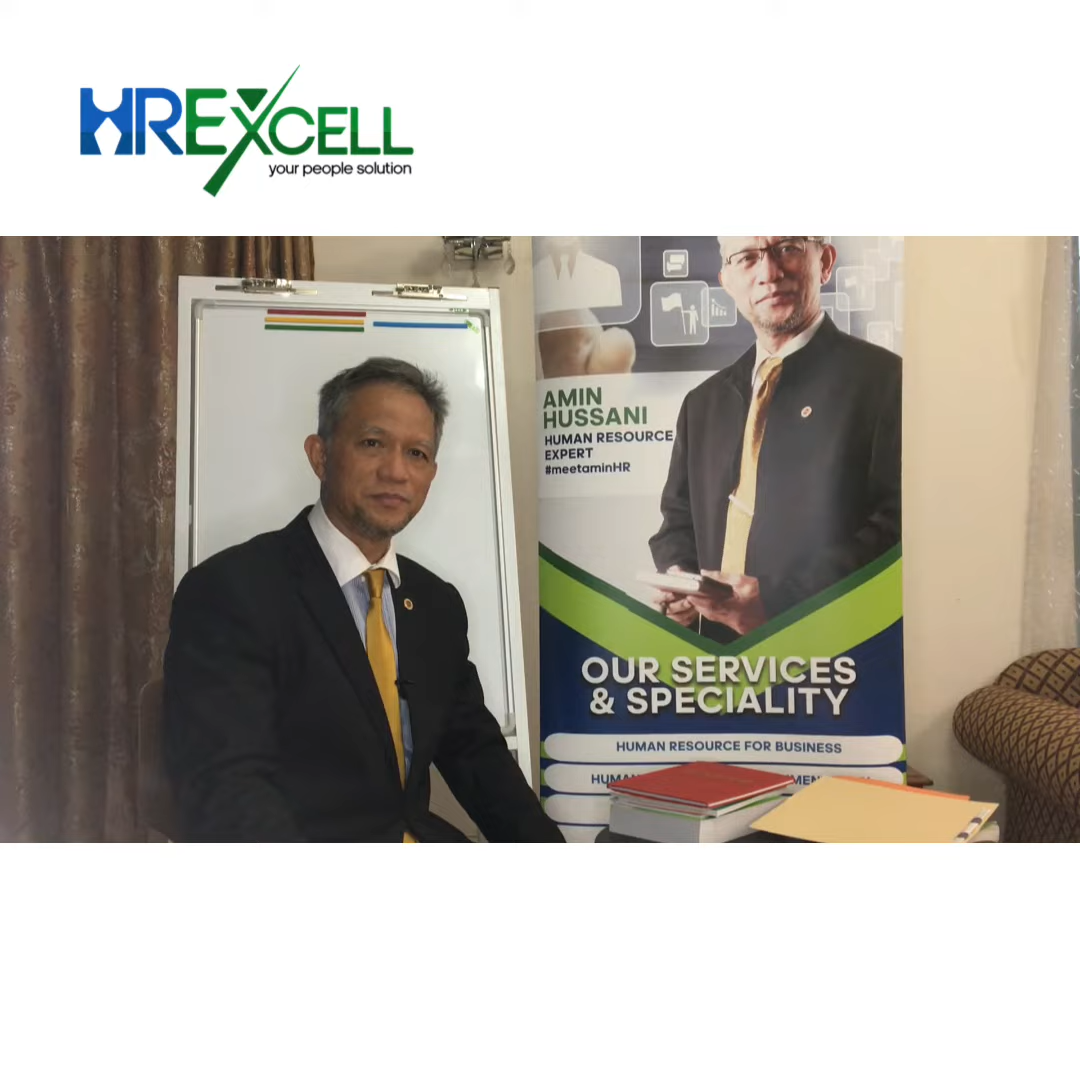 HREXCELL
your people solution
AMIN
HUSSANI
HUMAN RESOURCE
EXPERT
#meetaminHR
OUR SERVICES
& SPECIALITY
HUMAN RESOURCE FOR BUSINESS